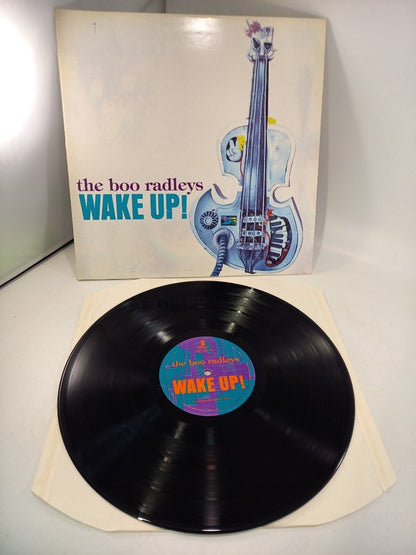 the boo radleys
WAKE UP!
the boo radleys
WAKE UP!